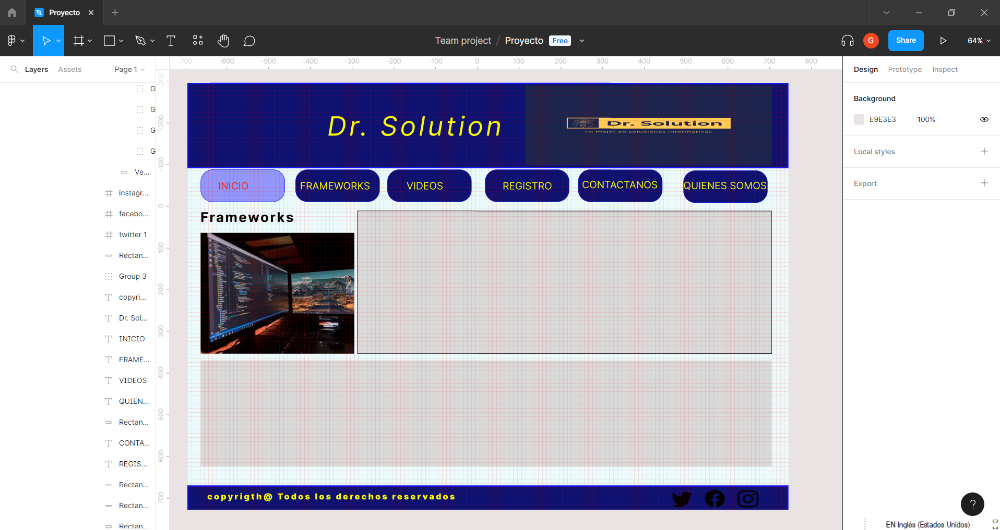 Proyecto
Team project / Proyecto Free
G
Share
64%
Layers Assets Page 1
-700 -600 -500 -400 -300 -200 -100 0 100 200 300 400 500 600 700 800
Design Prototype Inspect
-300
-200
-100
0
100
200
300
400
500
600
700
G
G
G
G
Ve...
instagr...
facebo...
twitter 1
Rectan...
Group 3
copyri...
Dr. Sol...
INICIO
FRAME...
VIDEOS
QUIEN...
Rectan...
CONTA...
REGIS...
Rectan...
Rectan...
Rectan...
Dr. Solution
Dr. Solution
Lo mejor en soluciones informáticas
INICIO FRAMEWORKS VIDEOS REGISTRO CONTACTANOS QUIENES SOMOS
Frameworks
copyrigth@ Todos los derechos reservados
Background
E9E3E3 100%
Local styles
Export
?
EN Inglés (Estados Unidos)